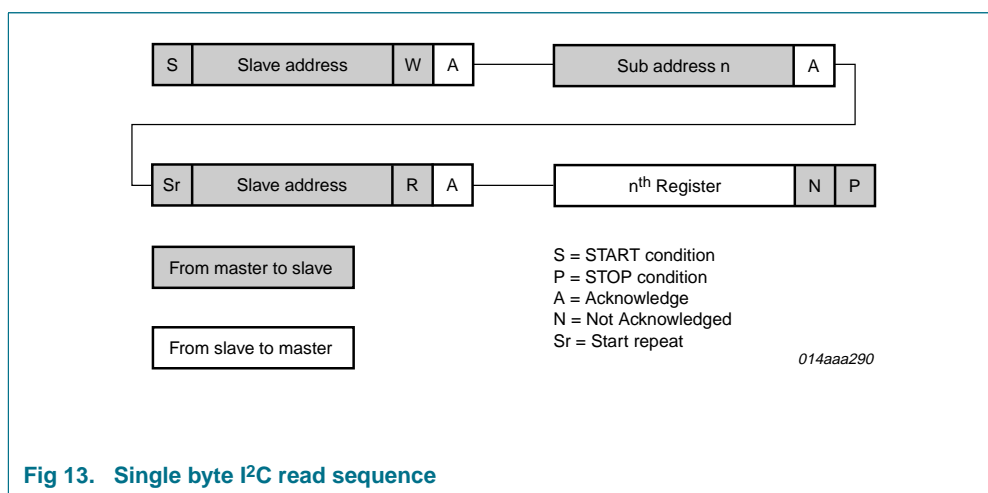 S Slave address W A Sub address n A
Sr Slave address R A nth Register N P
From master to slave
From slave to master
S = START condition
P = STOP condition
A = Acknowledge
N = Not Acknowledged
Sr = Start repeat
014aaa290
Fig 13. Single byte I2C read sequence